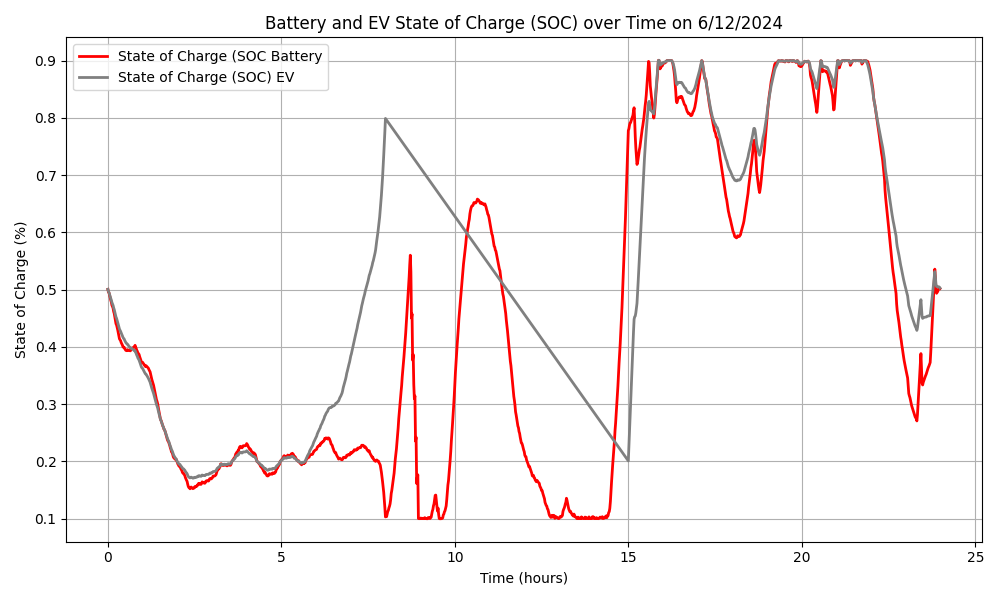 Battery and EV State of Charge (SOC) over Time on 6/12/2024
State of Charge (SOC Battery
State of Charge (SOC) EV
0.9
0.8
0.7
0.6
0.5
0.4
0.3
0.2
0.1
State of Charge (%)
0 5 10 15 20 25
Time (hours)